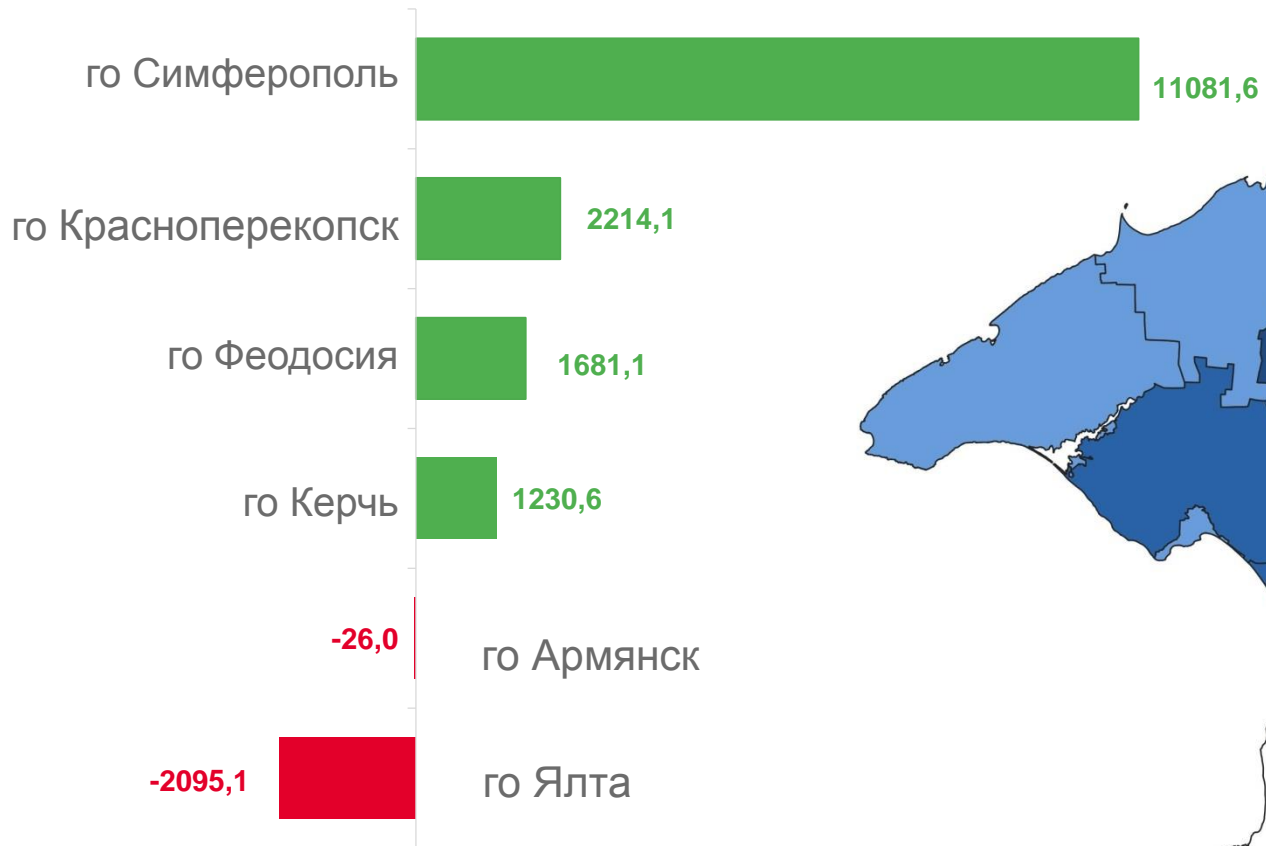 го Симферополь
11081,6
го Красноперекопск
2214,1
го Феодосия
1681,1
го Керчь
1230,6
-26,0
го Армянск
-2095,1
го Ялта